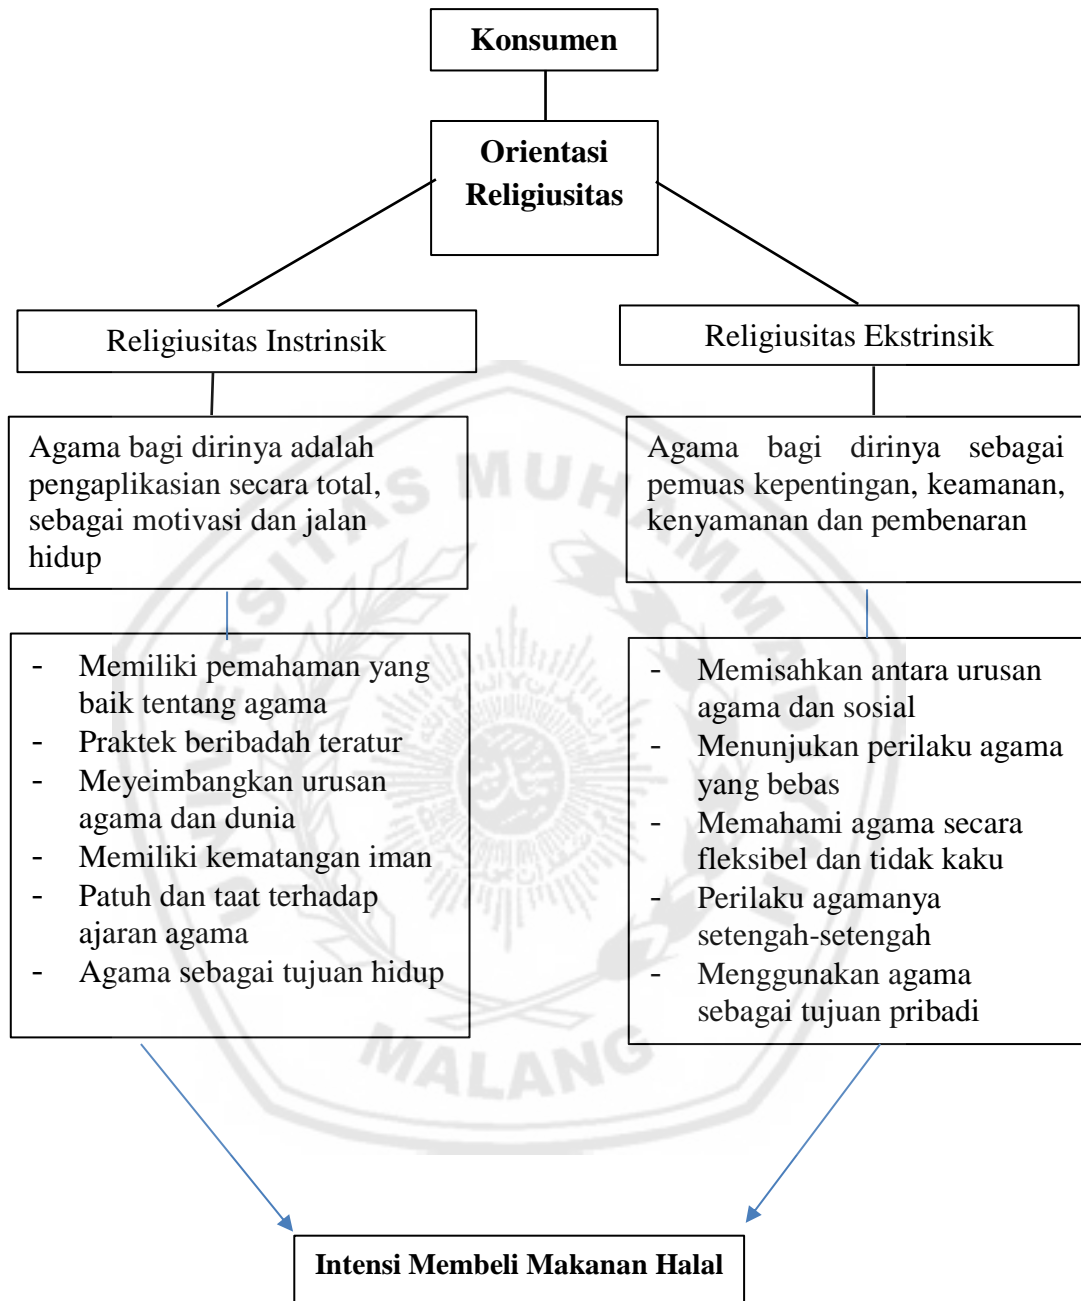 Konsumen
Orientasi
Religiusitas
Religiusitas Instrinsik
Religiusitas Ekstrinsik
Agama bagi dirinya adalah
pengaplikasian secara total,
sebagai motivasi dan jalan
hidup
Agama bagi dirinya sebagai
pemuas kepentingan, keamanan,
kenyamanan dan pembenaran
- Memiliki pemahaman yang
baik tentang agama
- Praktek beribadah teratur
- Meyeimbangkan urusan
agama dan dunia
- Memiliki kematangan iman
- Patuh dan taat terhadap
ajaran agama
- Agama sebagai tujuan hidup
- Memisahkan antara urusan
agama dan sosial
- Menunjukan perilaku agama
yang bebas
- Memahami agama secara
fleksibel dan tidak kaku
- Perilaku agamanya
setengah-setengah
- Menggunakan agama
sebagai tujuan pribadi
Intensi Membeli Makanan Halal
UNIVERSITAS MUHAMMADIYAH
MALANG